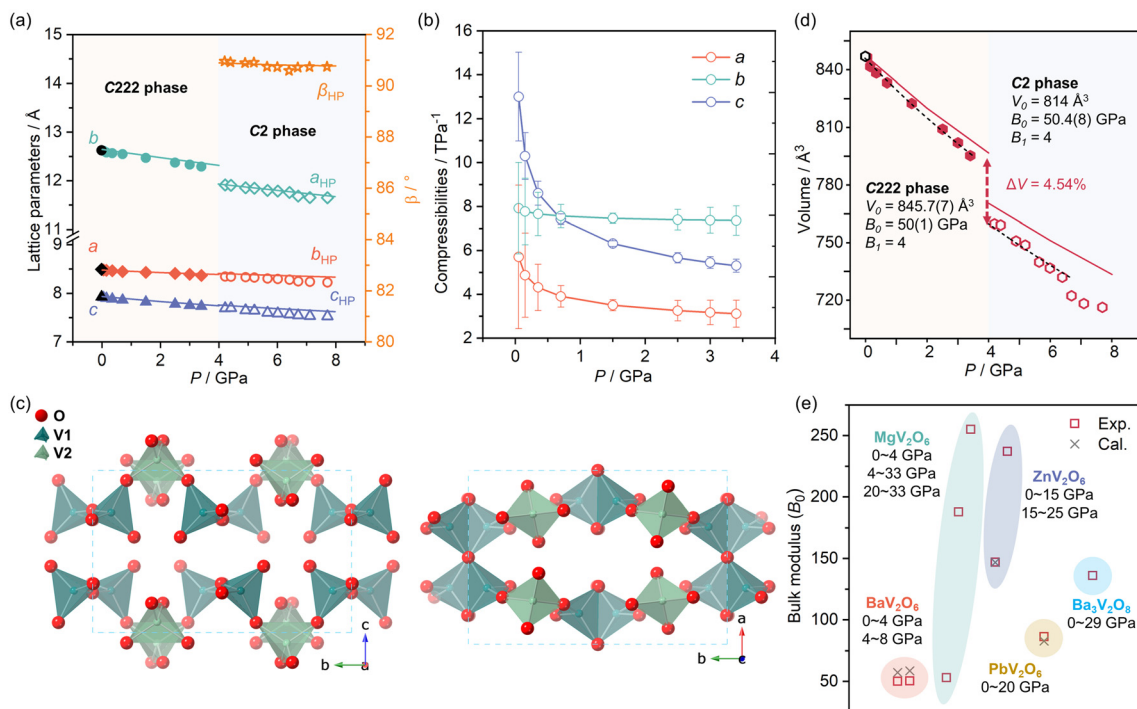 (a)
15
14
13
12
11
9
8
7
Lattice parameters / Å
C222 phase
C2 phase
b
a
c
βHP
aHP
bHP
cHP
92
90
88
86
84
82
80
β / °
0
2
4
6
8
P / GPa
(b)
16
14
12
10
8
6
4
2
Compressibilities / TPa-1
a
b
c
0
1
2
3
4
P / GPa
(d)
840
810
780
750
720
Volume / Å3
C2 phase
V0 = 814 Å3
B0 = 50.4(8) GPa
B1 = 4
ΔV = 4.54%
C222 phase
V0 = 845.7(7) Å3
B0 = 50(1) GPa
B1 = 4
0
2
4
6
8
P / GPa
(c)
O
V1
V2
c
b
a
a
b
c
(e)
250
200
150
100
50
Bulk modulus (B0)
Exp.
Cal.
MgV2O6
0~4 GPa
4~33 GPa
20~33 GPa
ZnV2O6
0~15 GPa
15~25 GPa
BaV2O6
0~4 GPa
4~8 GPa
Ba3V2O8
0~29 GPa
PbV2O6
0~20 GPa